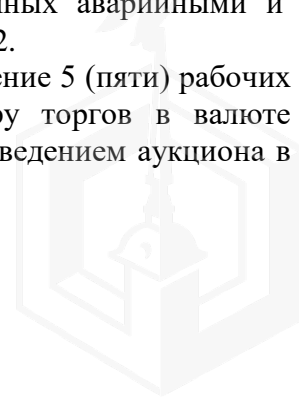 ных аварийными и
2.
ение 5 (пяти) рабочих
ру торгов в валюте
ведением аукциона в